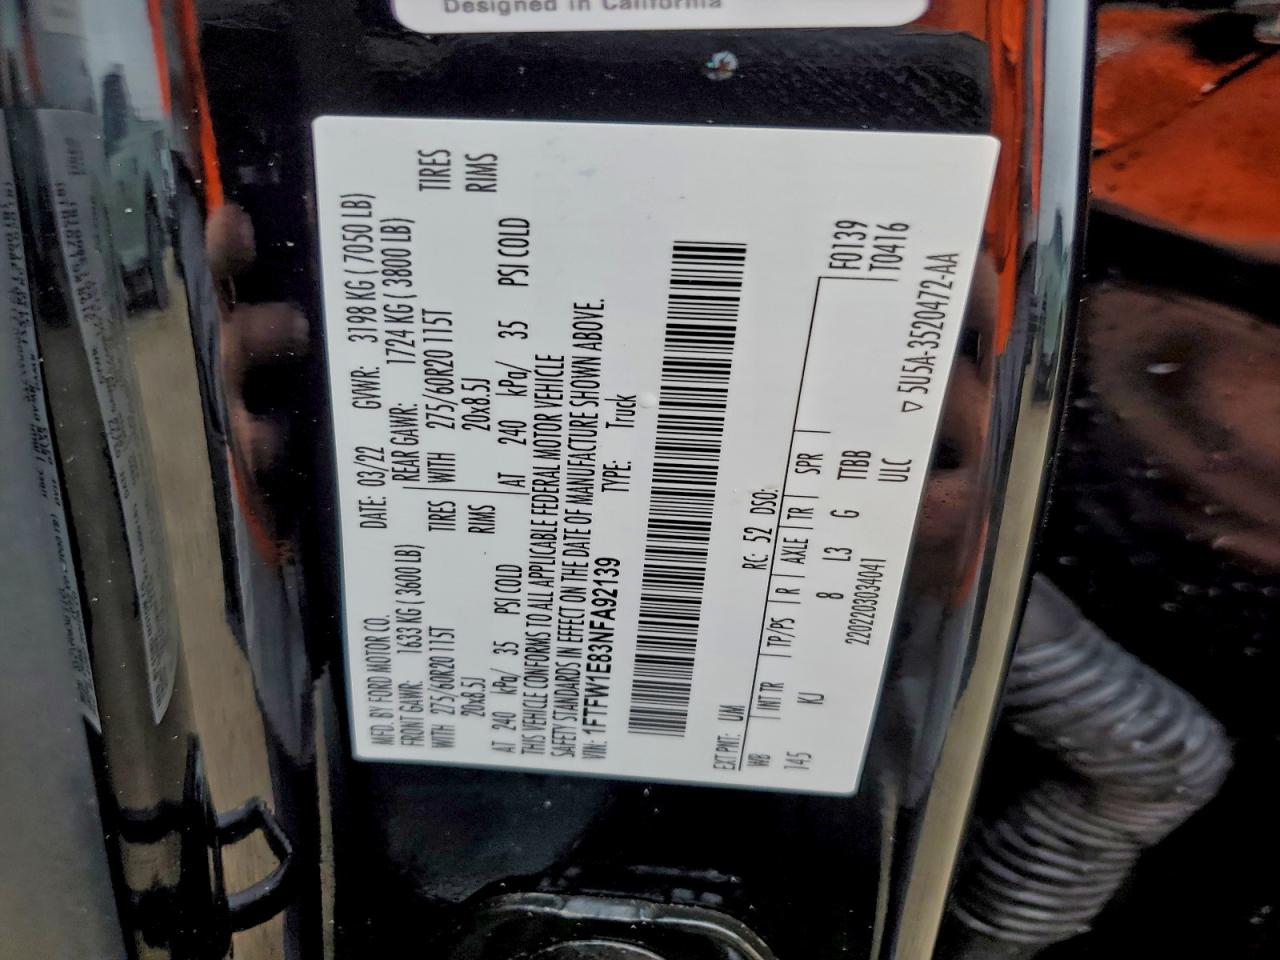 Designed in California
MFD. BY FORD MOTOR CO.
DATE: 03/22 GVWR: 3198 KG ( 7050 LB)
FRONT GAWR: 1633 KG ( 3600 LB) REAR GAWR: 1724 KG ( 3800 LB)
WITH 275/60R20 115T TIRES WITH 275/60R20 115T TIRES
20x8.5J RIMS 20x8.5J RIMS
AT 240 kPa/ 35 PSI COLD AT 240 kPa/ 35 PSI COLD
THIS VEHICLE CONFORMS TO ALL APPLICABLE FEDERAL MOTOR VEHICLE
SAFETY STANDARDS IN EFFECT ON THE DATE OF MANUFACTURE SHOWN ABOVE.
VIN: 1FTFW1E83NFA92139 TYPE: Truck
EXT PNT: UM RC: 52 DSO: F0139
WB INT TR TP/PS R AXLE TR SPR T0416
145 KJ 8 L3 G TTBB
2202203034041 ULC
▽ 5U5A-3520472-AA